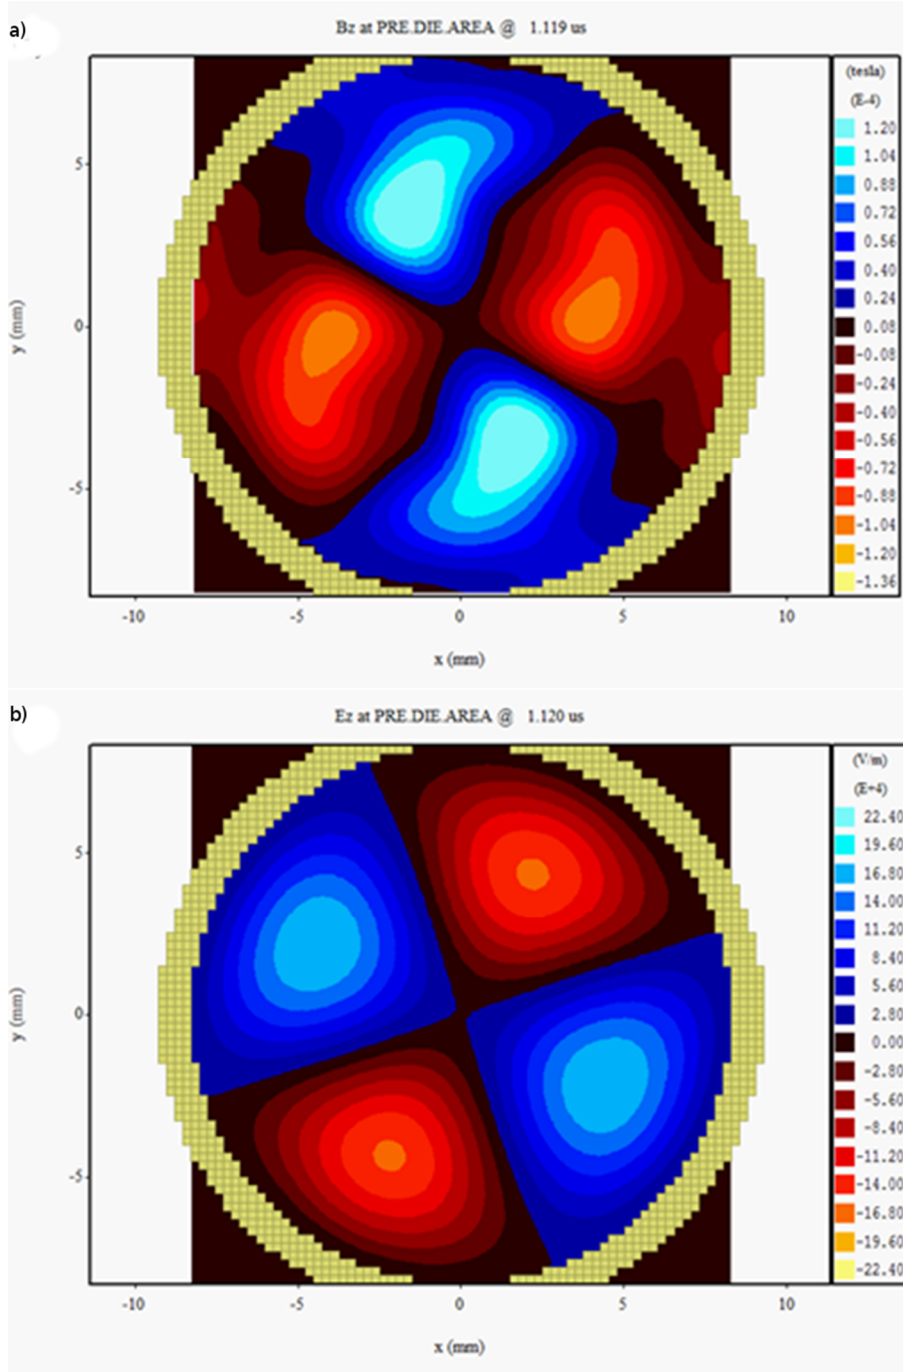 a)
Bz at PRE.DIE.AREA @ 1.119 us
(tesla)
(E-4)
1.20
1.04
0.88
0.72
0.56
0.40
0.24
0.08
-0.08
-0.24
-0.40
-0.56
-0.72
-0.88
-1.04
-1.20
-1.36
5
0
-5
y (mm)
-10 -5 0 5 10
x (mm)
b)
Ez at PRE.DIE.AREA @ 1.120 us
(V/m)
(E+4)
22.40
19.60
16.80
14.00
11.20
8.40
5.60
2.80
0.00
-2.80
-5.60
-8.40
-11.20
-14.00
-16.80
-19.60
-22.40
5
0
-5
y (mm)
-10 -5 0 5 10
x (mm)